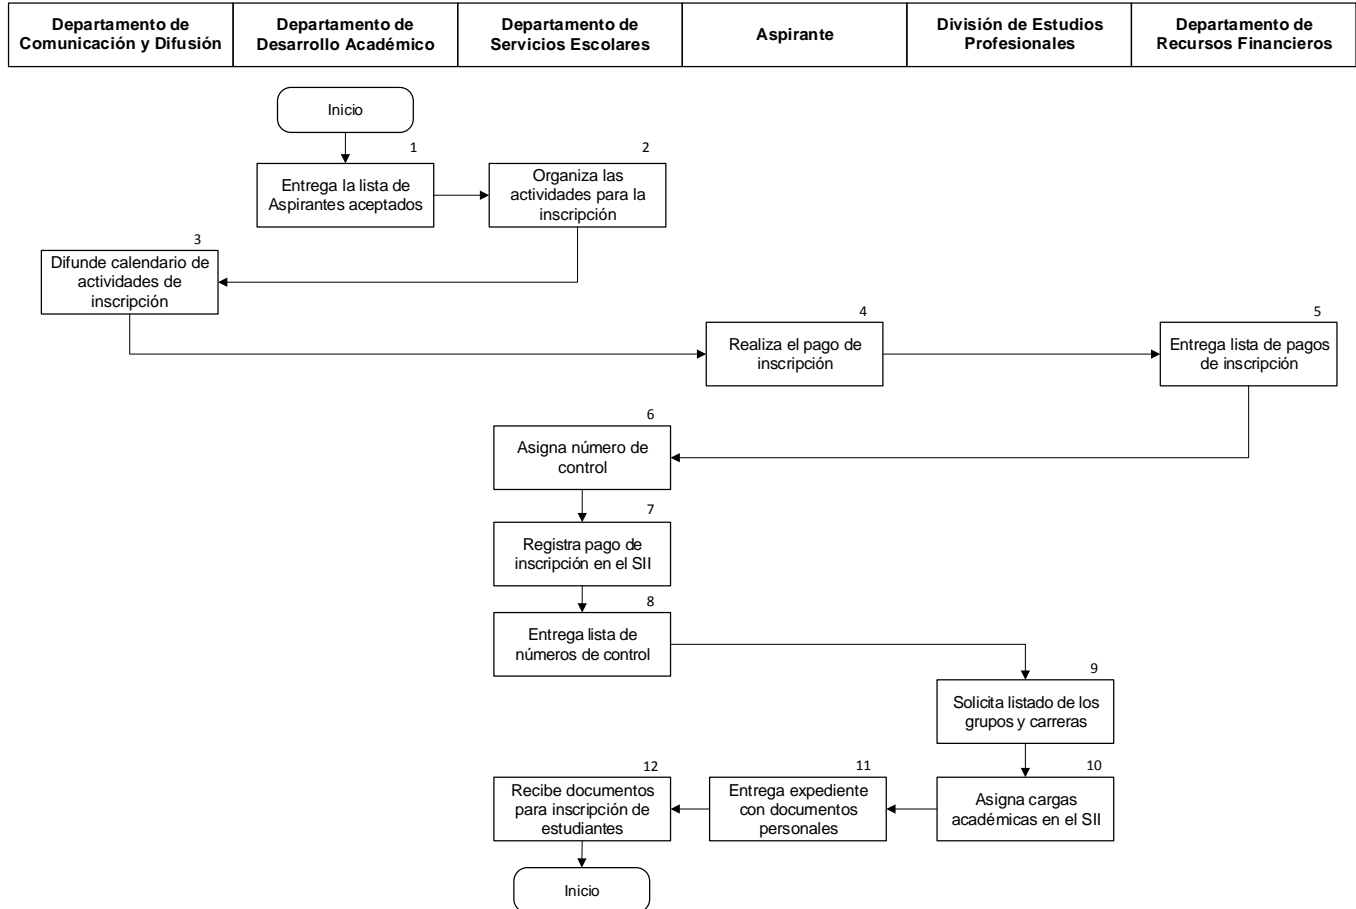 Departamento de
Comunicación y Difusión
Departamento de
Desarrollo Académico
Departamento de
Servicios Escolares
Aspirante
División de Estudios
Profesionales
Departamento de
Recursos Financieros
Inicio
1
Entrega la lista de
Aspirantes aceptados
2
Organiza las
actividades para la
inscripción
3
Difunde calendario de
actividades de
inscripción
4
Realiza el pago de
inscripción
5
Entrega lista de pagos
de inscripción
6
Asigna número de
control
7
Registra pago de
inscripción en el SII
8
Entrega lista de
números de control
9
Solicita listado de los
grupos y carreras
10
Asigna cargas
académicas en el SII
11
Entrega expediente
con documentos
personales
12
Recibe documentos
para inscripción de
estudiantes
Inicio